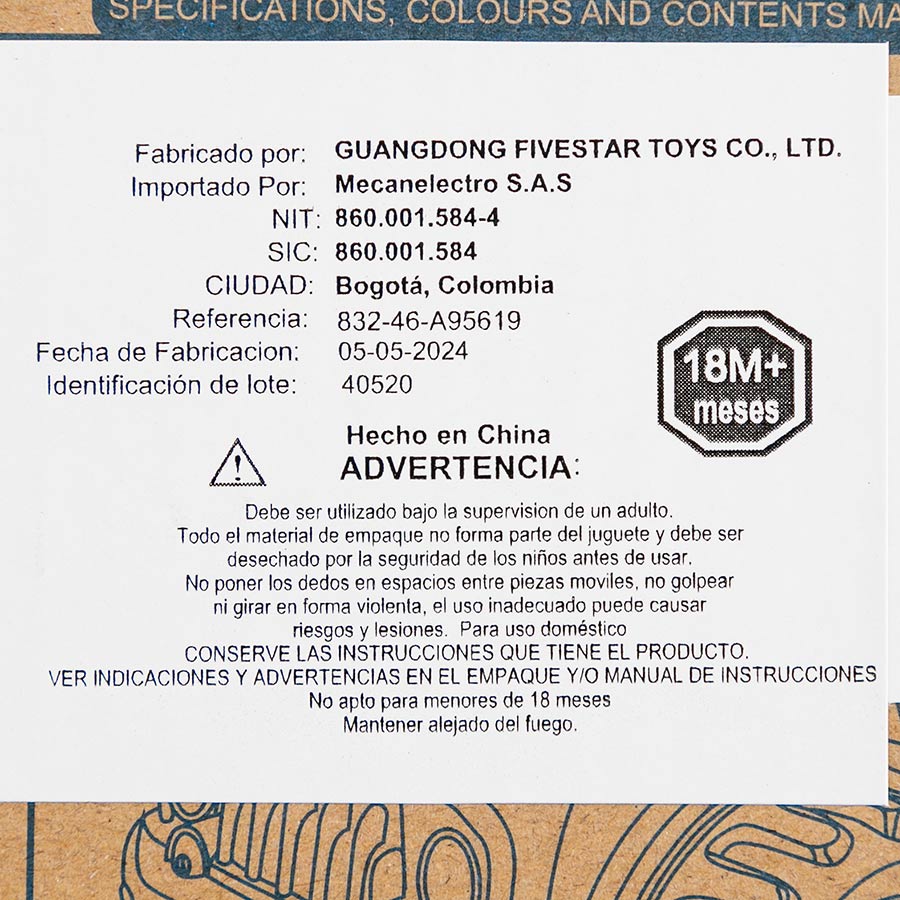 SPECIFICATIONS, COLOURS AND CONTENTS MA
Fabricado por: GUANGDONG FIVESTAR TOYS CO., LTD.
Importado Por: Mecanelectro S.A.S
NIT: 860.001.584-4
SIC: 860.001.584
CIUDAD: Bogotá, Colombia
Referencia: 832-46-A95619
Fecha de Fabricacion: 05-05-2024
Identificación de lote: 40520
18M+
meses
Hecho en China
ADVERTENCIA:
Debe ser utilizado bajo la supervision de un adulto.
Todo el material de empaque no forma parte del juguete y debe ser
desechado por la seguridad de los niños antes de usar.
No poner los dedos en espacios entre piezas moviles, no golpear
ni girar en forma violenta, el uso inadecuado puede causar
riesgos y lesiones. Para uso doméstico
CONSERVE LAS INSTRUCCIONES QUE TIENE EL PRODUCTO.
VER INDICACIONES Y ADVERTENCIAS EN EL EMPAQUE Y/O MANUAL DE INSTRUCCIONES
No apto para menores de 18 meses
Mantener alejado del fuego.